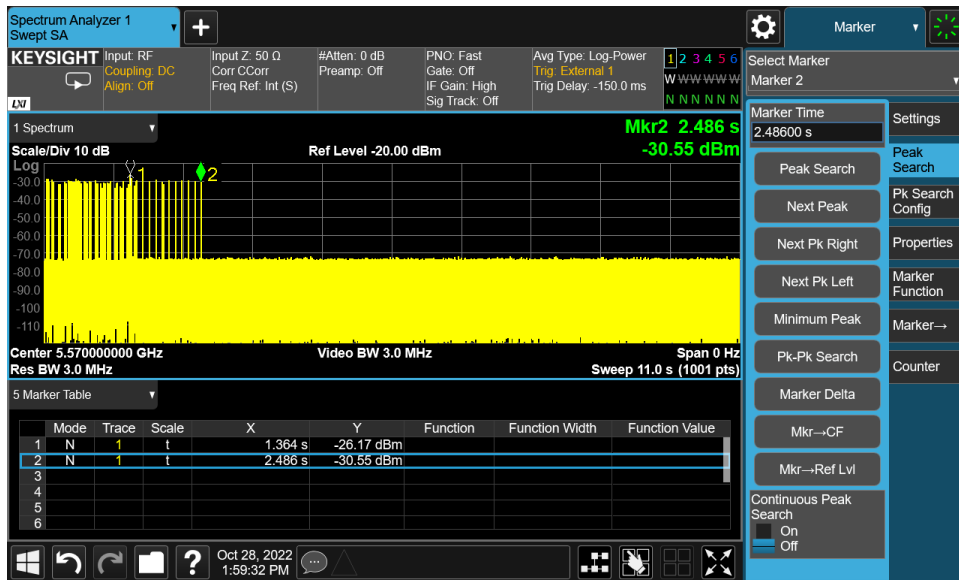 Spectrum Analyzer 1
Swept SA
+
Marker
KEYSIGHT
Input: RF
Coupling: DC
Align: Off
Input Z: 50 Ω
Corr CCorr
Freq Ref: Int (S)
#Atten: 0 dB
Preamp: Off
PNO: Fast
Gate: Off
IF Gain: High
Sig Track: Off
Avg Type: Log-Power
Trig: External 1
Trig Delay: -150.0 ms
1 2 3 4 5 6
W W W W W W
N N N N N N
LXI
Select Marker
Marker 2
1 Spectrum
Mkr2 2.486 s
Scale/Div 10 dB
Ref Level -20.00 dBm
-30.55 dBm
Log
1
2
-30.0
-40.0
-50.0
-60.0
-70.0
-80.0
-90.0
-100
-110
Center 5.570000000 GHz
Video BW 3.0 MHz
Span 0 Hz
Res BW 3.0 MHz
Sweep 11.0 s (1001 pts)
5 Marker Table
Mode Trace Scale X Y Function Function Width Function Value
1 N 1 t 1.364 s -26.17 dBm
2 N 1 t 2.486 s -30.55 dBm
3
4
5
6
Marker Time
2.48600 s
Peak Search
Next Peak
Next Pk Right
Next Pk Left
Minimum Peak
Pk-Pk Search
Marker Delta
Mkr→CF
Mkr→Ref Lvl
Continuous Peak
Search
On
Off
Settings
Peak
Search
Pk Search
Config
Properties
Marker
Function
Marker→
Counter
?
Oct 28, 2022
1:59:32 PM